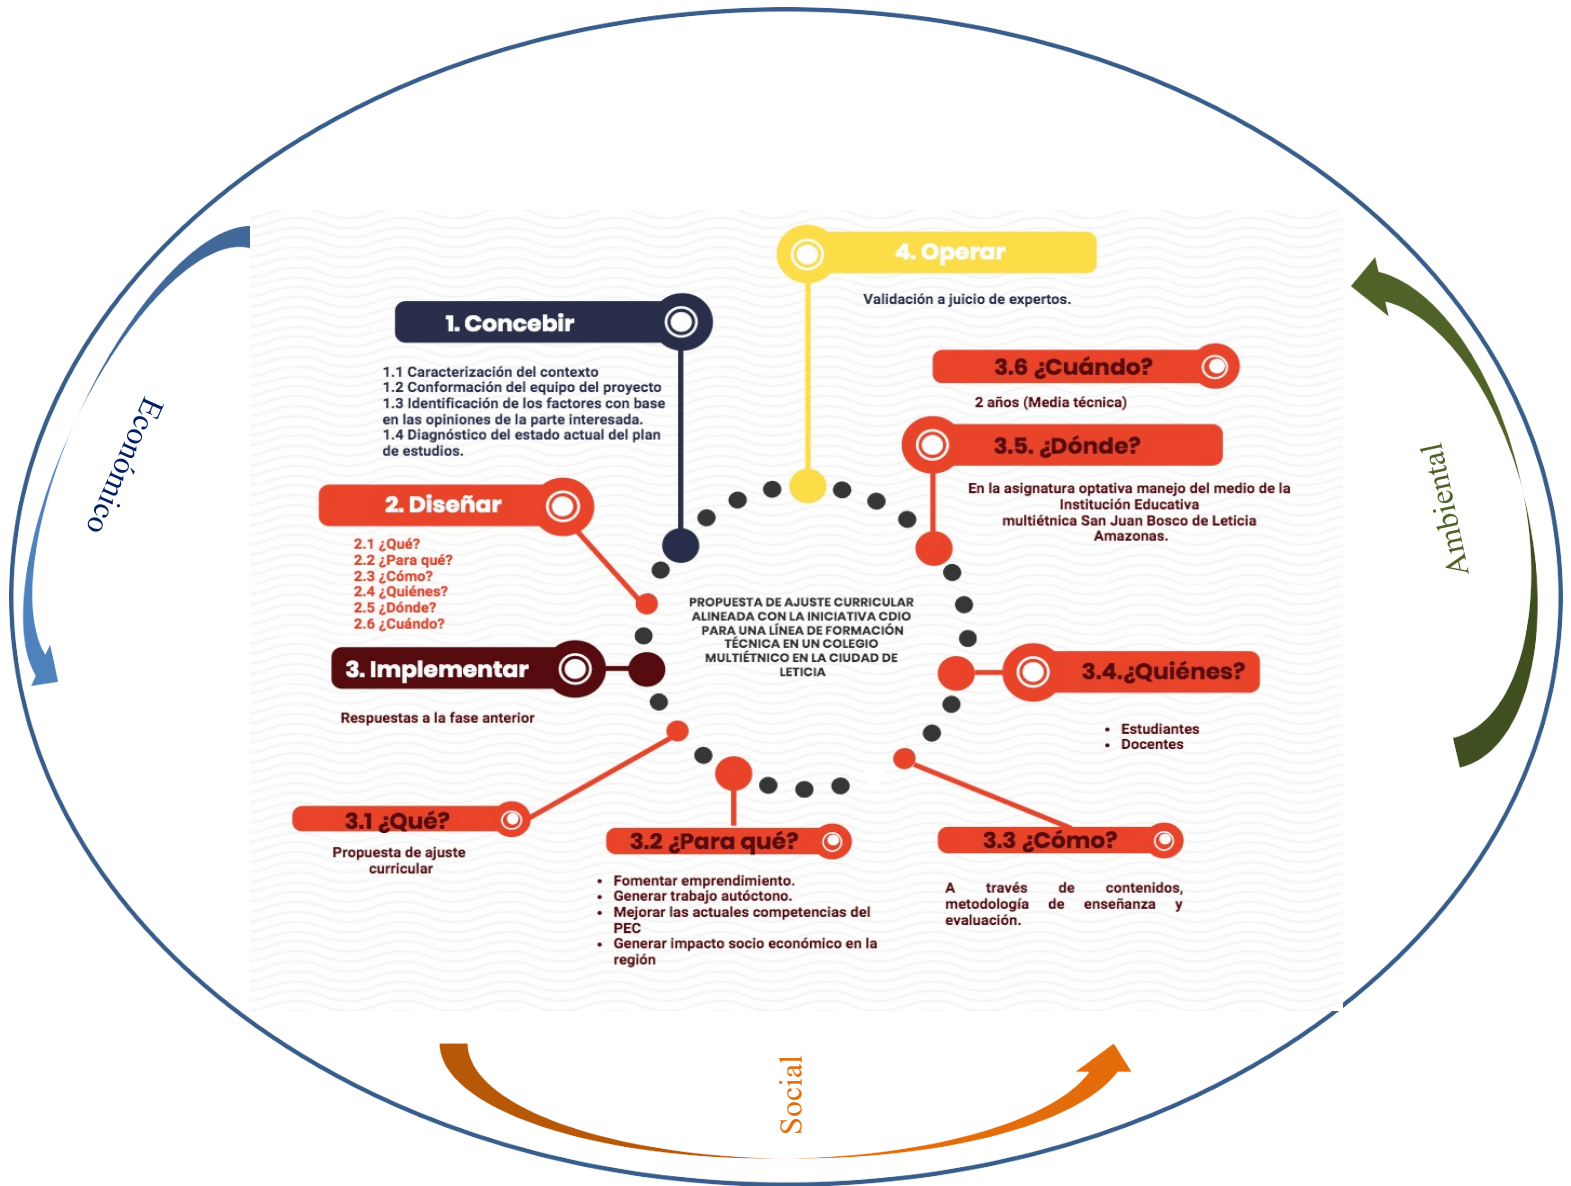 4. Operar
Validación a juicio de expertos.
1. Concebir
1.1 Caracterización del contexto
1.2 Conformación del equipo del proyecto
1.3 Identificación de los factores con base
en las opiniones de la parte interesada.
1.4 Diagnóstico del estado actual del plan
de estudios.
2. Diseñar
2.1 ¿Qué?
2.2 ¿Para qué?
2.3 ¿Cómo?
2.4 ¿Quiénes?
2.5 ¿Dónde?
2.6 ¿Cuándo?
3. Implementar
Respuestas a la fase anterior
3.1 ¿Qué?
Propuesta de ajuste
curricular
3.2 ¿Para qué?
• Fomentar emprendimiento.
• Generar trabajo autóctono.
• Mejorar las actuales competencias del
PEC
• Generar impacto socio económico en la
región
3.3 ¿Cómo?
A través de contenidos,
metodología de enseñanza y
evaluación.
3.4.¿Quiénes?
• Estudiantes
• Docentes
3.5. ¿Dónde?
En la asignatura optativa manejo del medio de la
Institución Educativa
multiétnica San Juan Bosco de Leticia
Amazonas.
3.6 ¿Cuándo?
2 años (Media técnica)
PROPUESTA DE AJUSTE CURRICULAR
ALINEADA CON LA INICIATIVA CDIO
PARA UNA LÍNEA DE FORMACIÓN
TÉCNICA EN UN COLEGIO
MULTIÉTNICO EN LA CIUDAD DE
LETICIA
Económico
Social
Ambiental